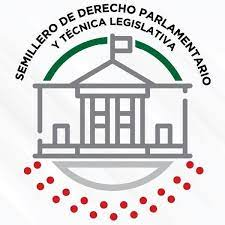 SEMILLERO DE DERECHO PARLAMENTARIO
Y TÉCNICA LEGISLATIVA